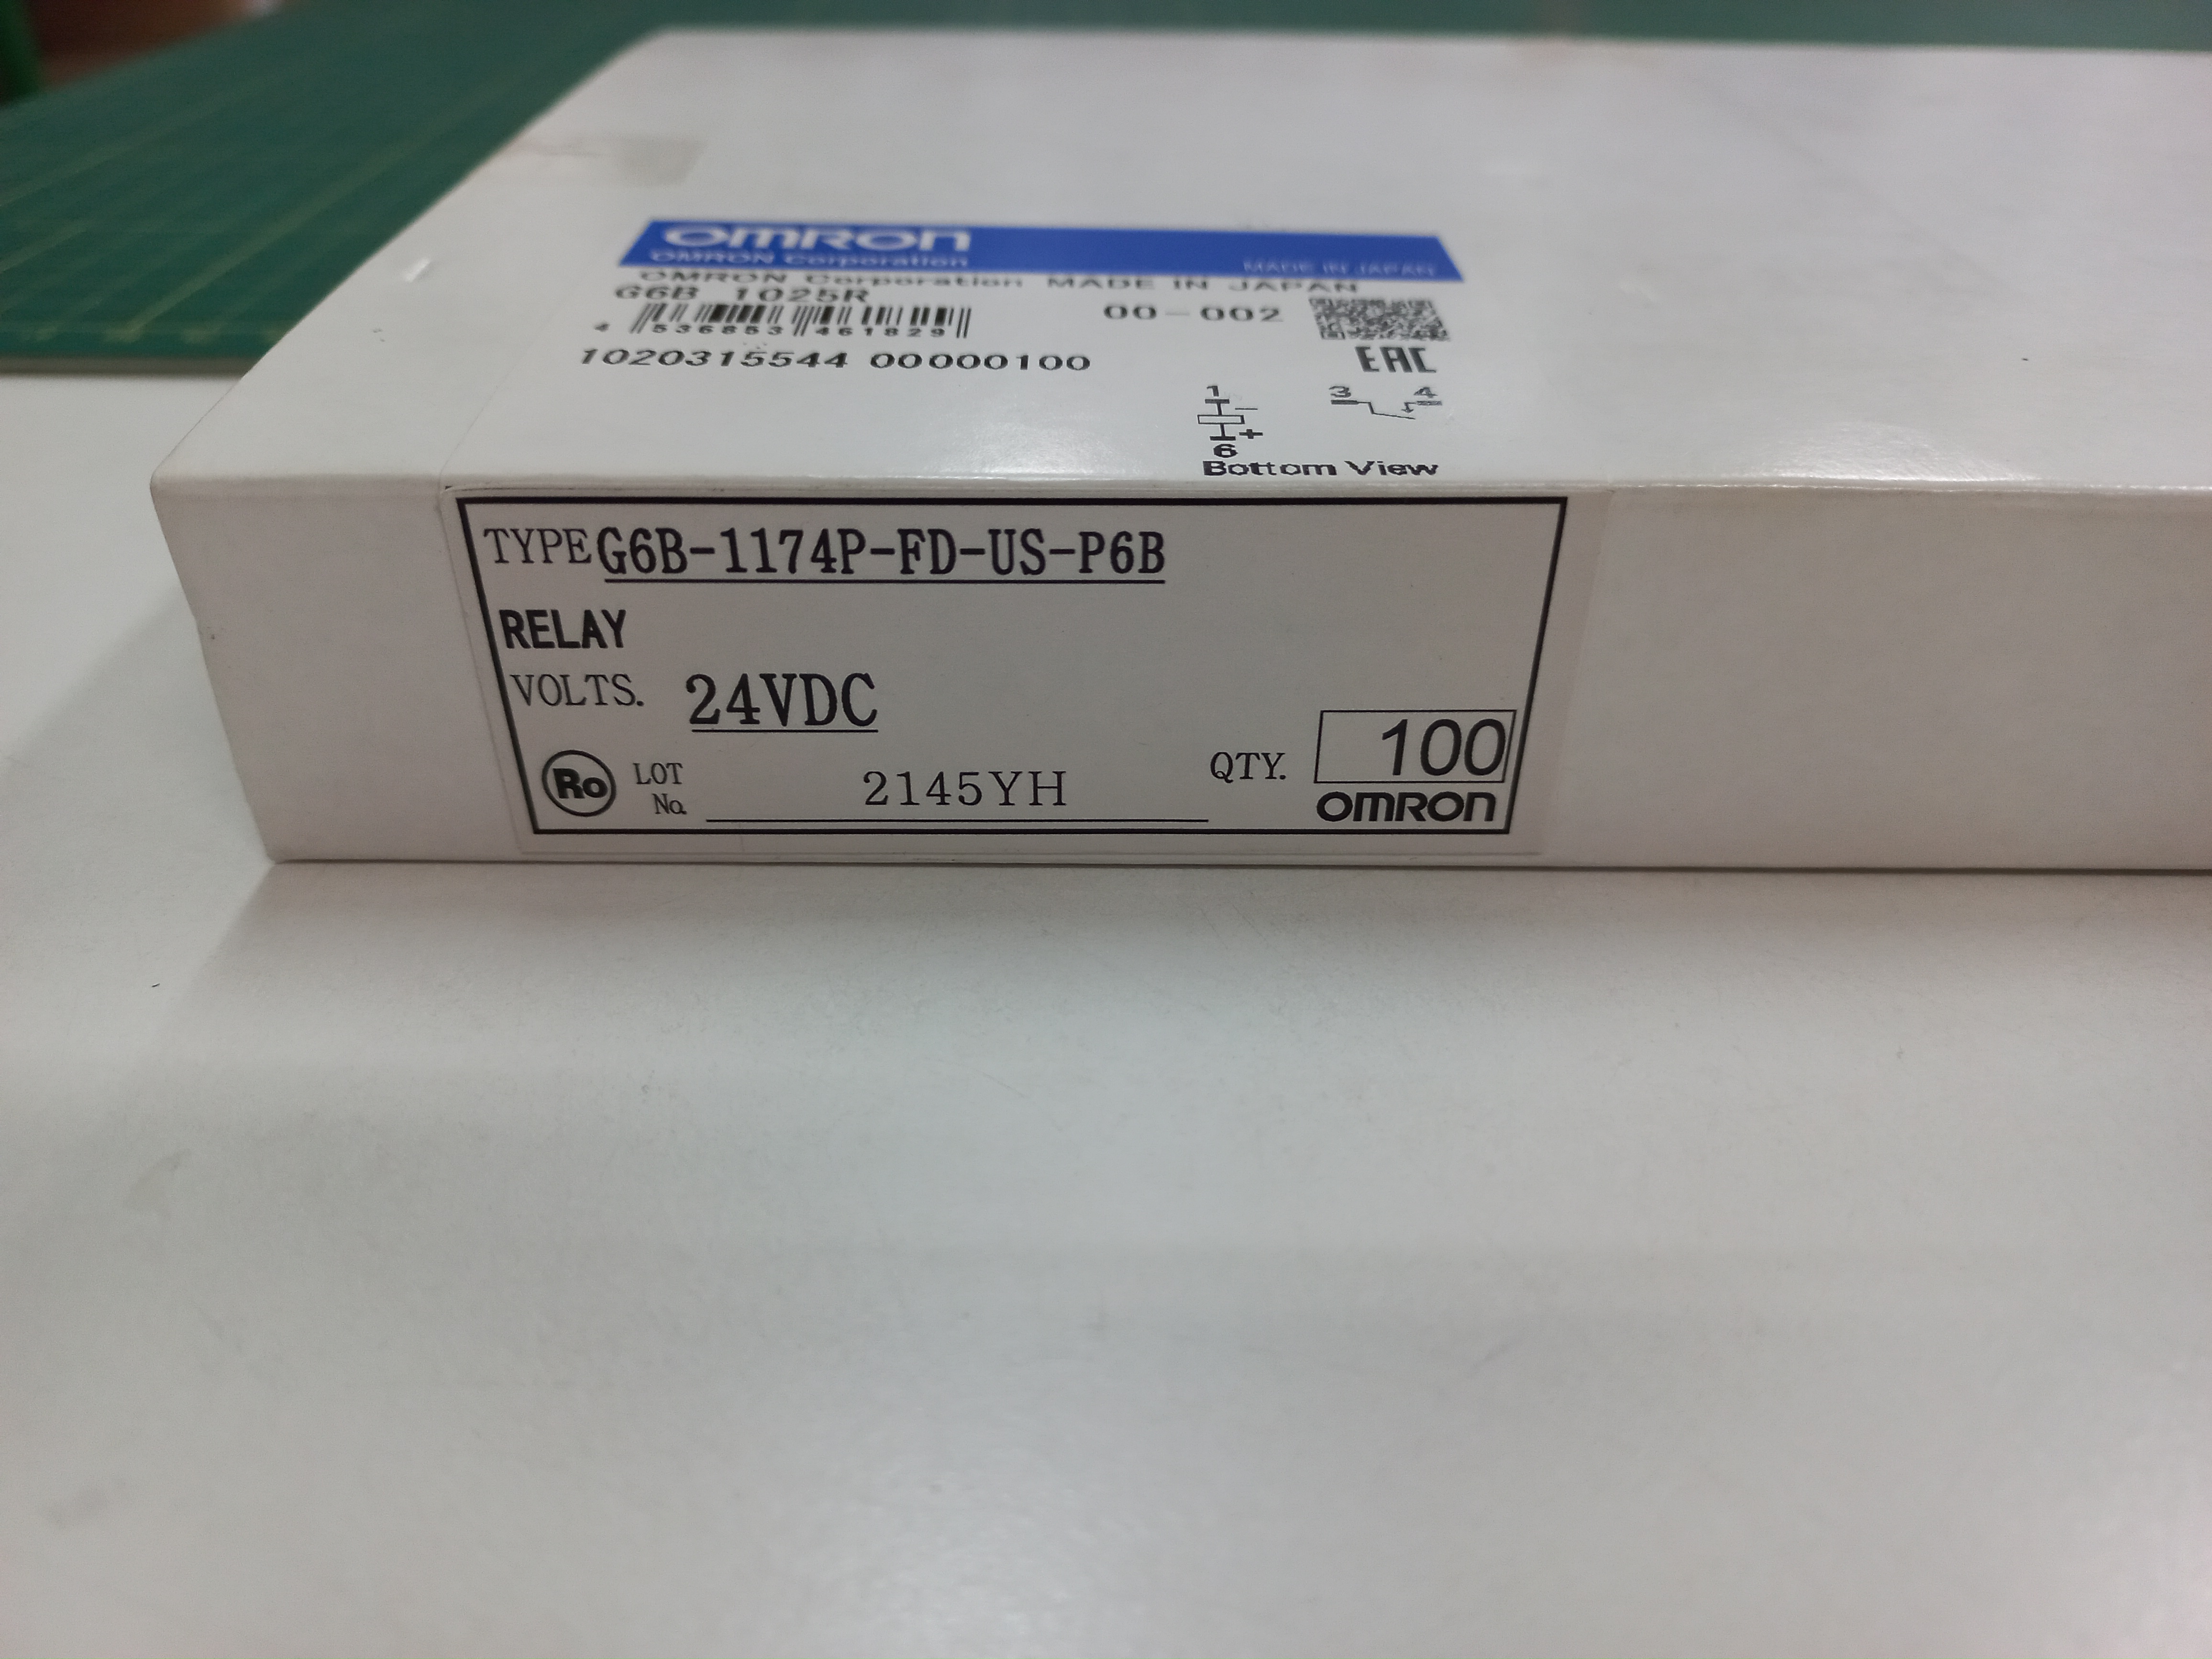 OMRON
OMRON Corporation MADE IN JAPAN
OMRON Corporation MADE IN JAPAN
G6B 1025R
00-002
4 536853 461829
1020315544 00000100
EAC
1 3 4
- 
+
6
Bottom View
TYPE G6B-1174P-FD-US-P6B
RELAY
VOLTS. 24VDC
Ro LOT No. 2145YH QTY. 100
OMRON